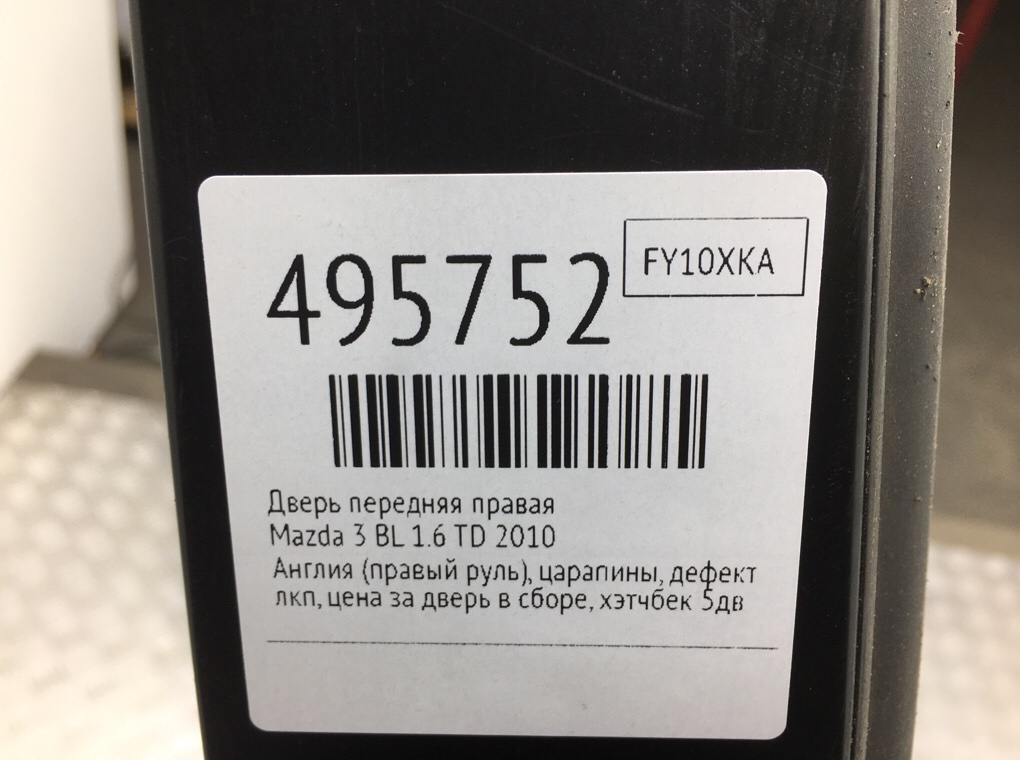 495752
FY10XKA
Дверь передняя правая
Mazda 3 BL 1.6 TD 2010
Англия (правый руль), царапины, дефект
лкп, цена за дверь в сборе, хэтчбек 5дв